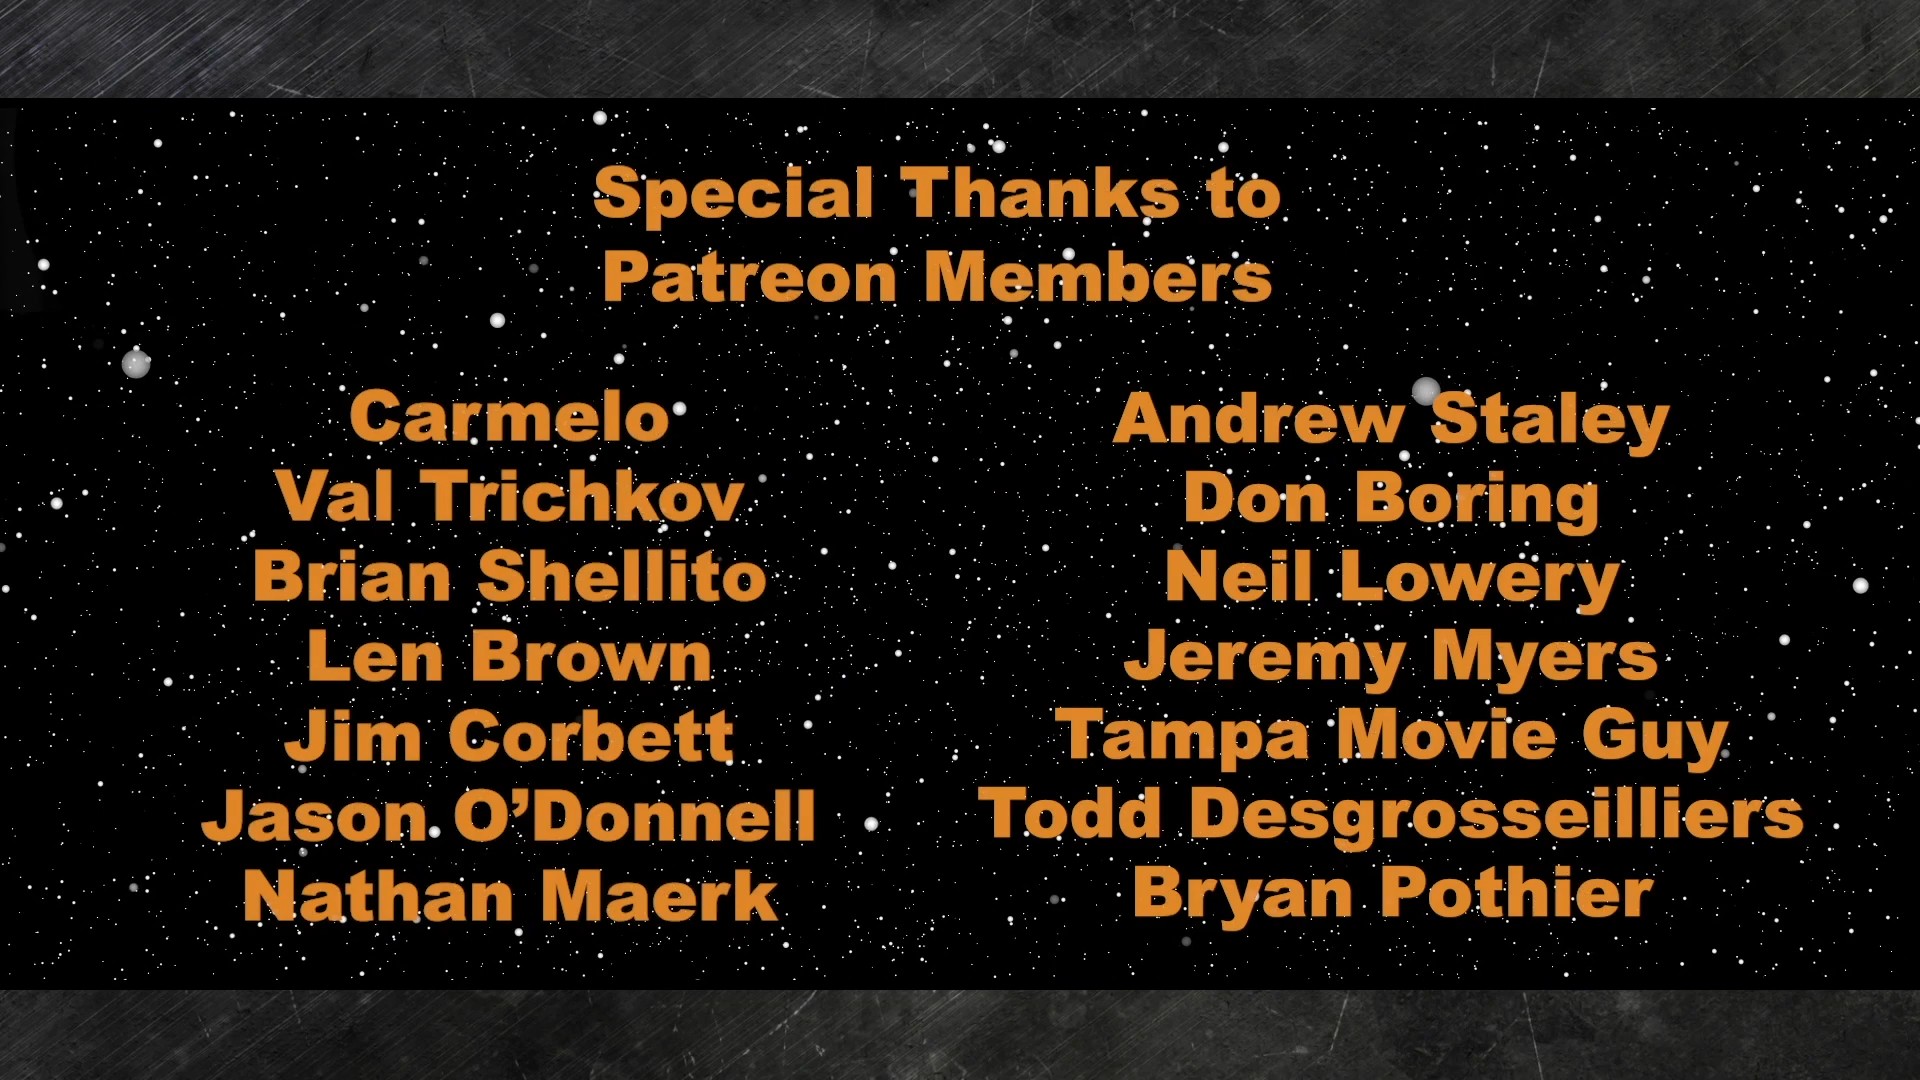 Special Thanks to
Patreon Members
Carmelo
Val Trichkov
Brian Shellito
Len Brown
Jim Corbett
Jason O’Donnell
Nathan Maerk
Andrew Staley
Don Boring
Neil Lowery
Jeremy Myers
Tampa Movie Guy
Todd Desgrosseilliers
Bryan Pothier